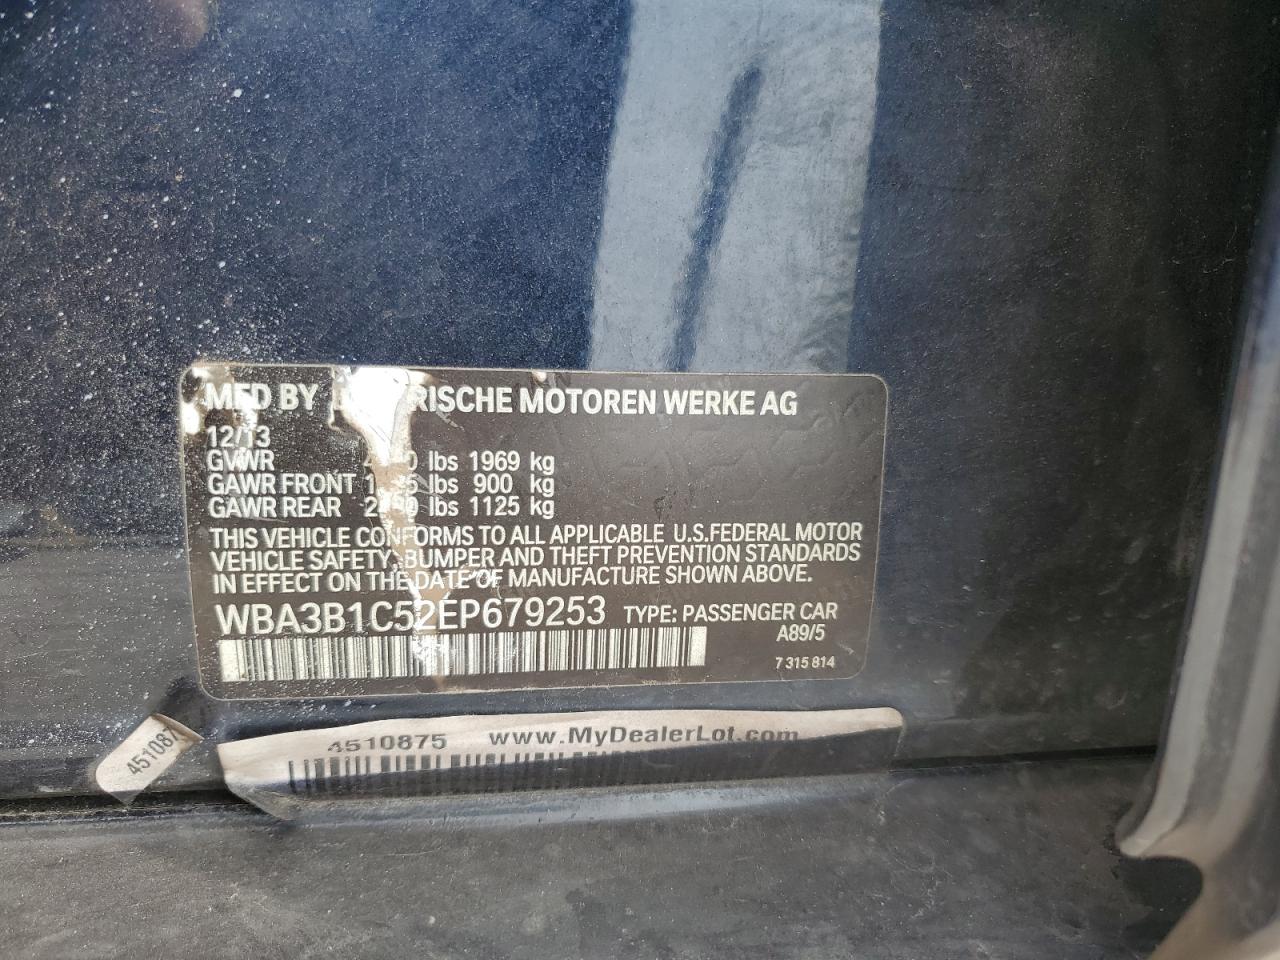 MFD BY RISCHE MOTOREN WERKE AG
12/13
GVWR lbs 1969 kg
GAWR FRONT lbs 900 kg
GAWR REAR lbs 1125 kg
THIS VEHICLE CONFORMS TO ALL APPLICABLE U.S.FEDERAL MOTOR
VEHICLE SAFETY, BUMPER AND THEFT PREVENTION STANDARDS
IN EFFECT ON THE DATE OF MANUFACTURE SHOWN ABOVE.
WBA3B1C52EP679253 TYPE: PASSENGER CAR
A89/5
7 315 814
4510875 www.MyDealerLot.com
451087